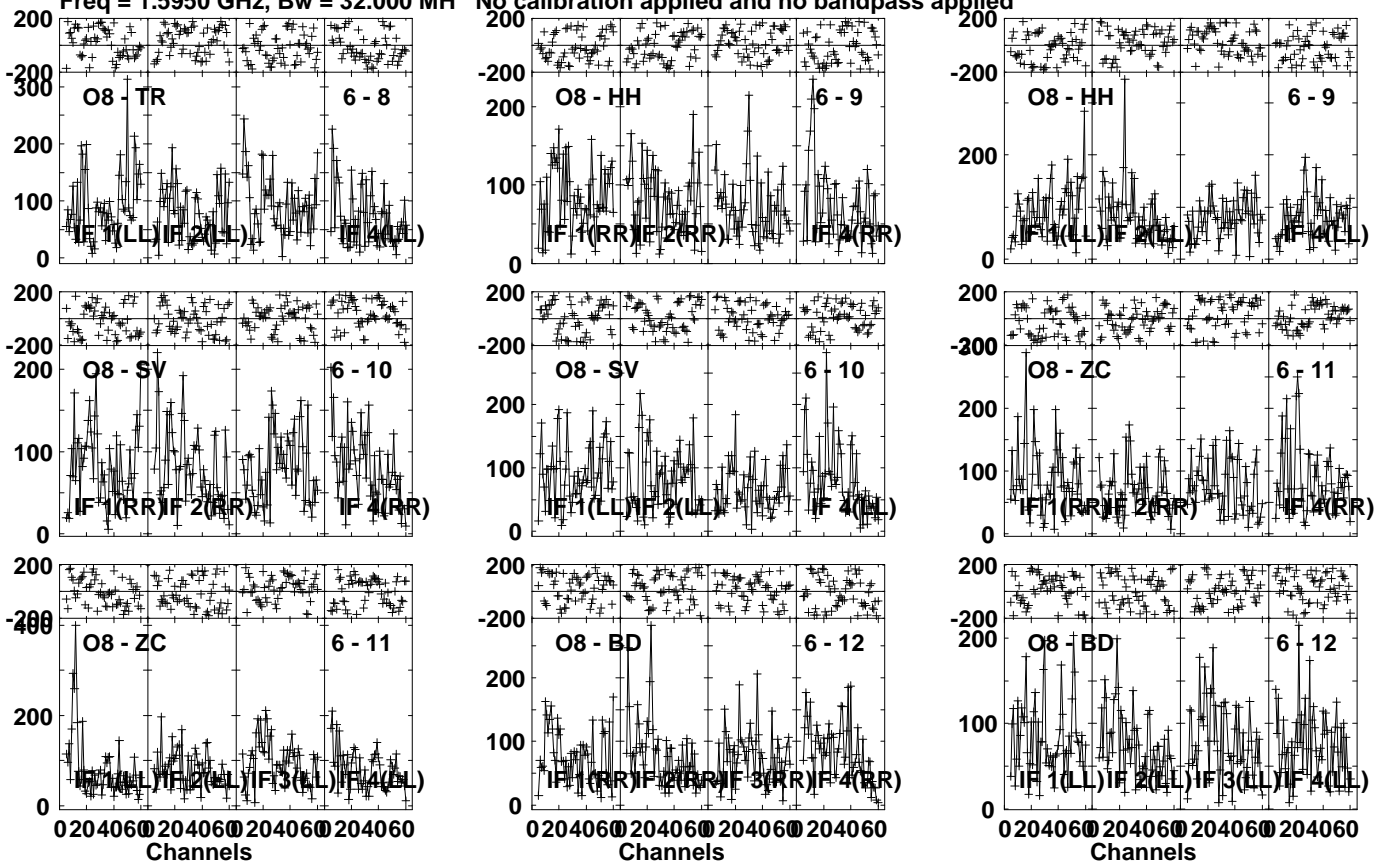 Freq = 1.5950 GHz, Bw = 32.000 MH No calibration applied and no bandpass applied
200 200 200
-200 -200 -200
300 O8 - TR 6 - 8 O8 - HH 6 - 9 O8 - HH 6 - 9
200 200 200
100 100
IF 1(LL) IF 2(LL) IF 4(LL) IF 1(RR) IF 2(RR) IF 4(RR) IF 1(LL) IF 2(LL) IF 4(LL)
0 0 0
200 200 200
-200 -200 -200
300
O8 - SV 6 - 10 O8 - SV 6 - 10 O8 - ZC 6 - 11
200 200 200
100 100 100
IF 1(RR) IF 2(RR) IF 4(RR) IF 1(LL) IF 2(LL) IF 4(LL) IF 1(RR) IF 2(RR) IF 4(RR)
0 0 0
200 200 200
-200 -200 -200
400 O8 - ZC 6 - 11 O8 - BD 6 - 12 O8 - BD 6 - 12
200 200 200
100 100
IF 1(LL) IF 2(LL) IF 3(LL) IF 4(LL) IF 1(RR) IF 2(RR) IF 3(RR) IF 4(RR) IF 1(LL) IF 2(LL) IF 3(LL) IF 4(LL)
0 0 0
0 20 40 60 0 20 40 60 0 20 40 60 0 20 40 60 0 20 40 60 0 20 40 60 0 20 40 60 0 20 40 60 0 20 40 60 0 20 40 60 0 20 40 60 0 20 40 60
Channels Channels Channels